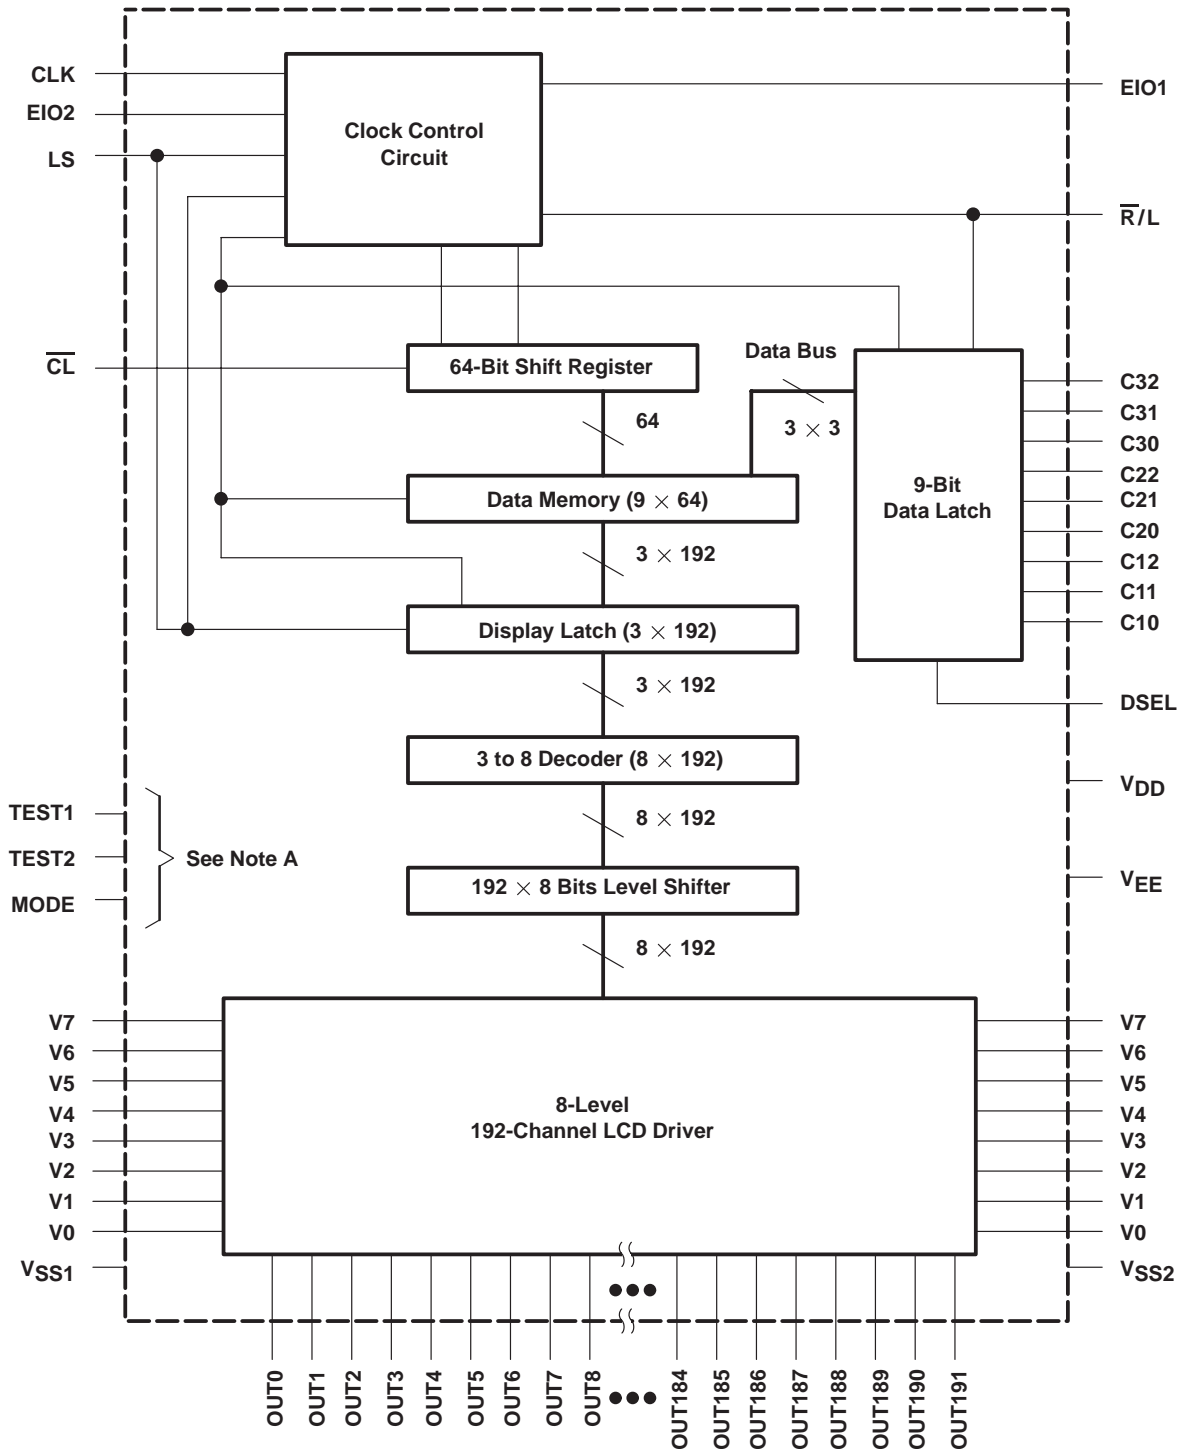 CLK
EIO2
LS
Clock Control
Circuit
EIO1
R̅/L
C̅L̅
64-Bit Shift Register
Data Bus
64
3 × 3
Data Memory (9 × 64)
9-Bit
Data Latch
C32
C31
C30
C22
C21
C20
C12
C11
C10
3 × 192
Display Latch (3 × 192)
3 × 192
DSEL
3 to 8 Decoder (8 × 192)
VDD
8 × 192
TEST1
TEST2
MODE
See Note A
VEE
192 × 8 Bits Level Shifter
8 × 192
V7
V6
V5
V4
V3
V2
V1
V0
VSS1
8-Level
192-Channel LCD Driver
V7
V6
V5
V4
V3
V2
V1
V0
VSS2
OUT0
OUT1
OUT2
OUT3
OUT4
OUT5
OUT6
OUT7
OUT8
OUT184
OUT185
OUT186
OUT187
OUT188
OUT189
OUT190
OUT191